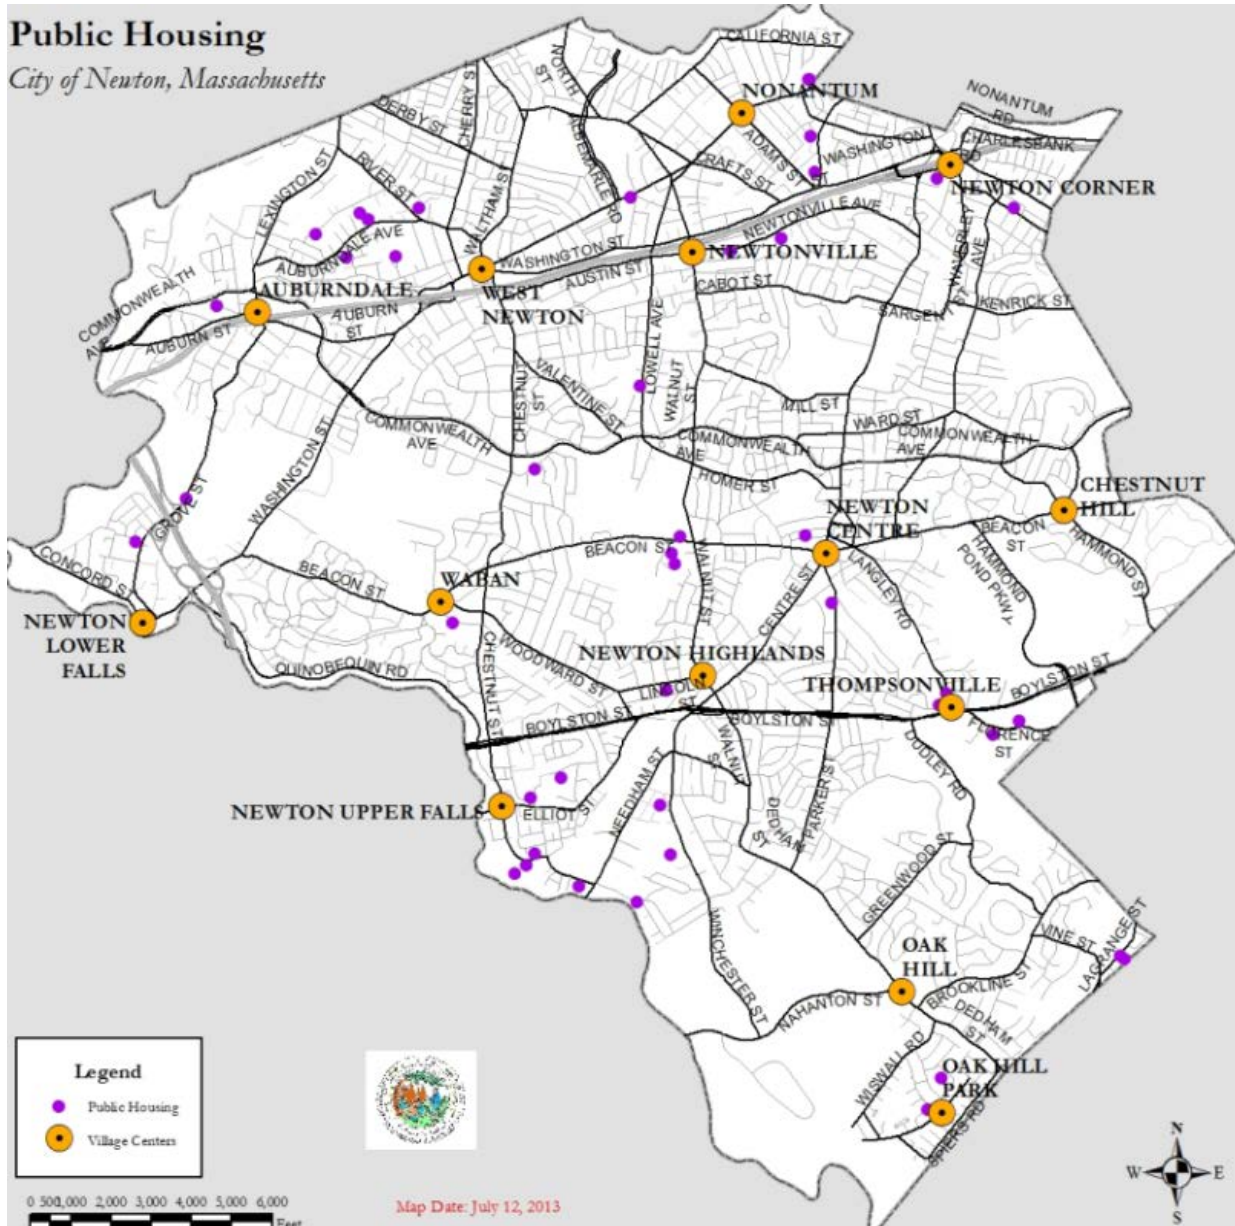 Public Housing
City of Newton, Massachusetts
CALIFORNIA ST
NORTH
ST
NONANTUM
NONANTUM
RD
CHERRY ST
DERBY ST
ALBEMARLE RD
ADAMS ST
WASHINGTON
ST
CHARLESBANK
RD
CRAFTS ST
NEWTON CORNER
LEXINGTON ST
RIVER ST
WALTHAM ST
NEWTONVILLE AVE
WAVERLEY
AVE
AUBURNDALE AVE
WASHINGTON ST
NEWTONVILLE
AUSTIN ST
CABOT ST
COMMONWEALTH
AVE
AUBURNDALE
WEST
NEWTON
AUBURN
ST
AUBURN ST
SARGENT ST
KENRICK ST
LOWELL AVE
WALNUT
ST
CHESTNUT
ST
VALENTINE ST
MILL ST
WARD ST
COMMONWEALTH
AVE
COMMONWEALTH
AVE
COMMONWEALTH
AVE
WASHINGTON ST
HOMER ST
CHESTNUT
HILL
GROVE ST
NEWTON
CENTRE
BEACON
ST
HAMMOND
POND PKWY
HAMMOND ST
BEACON ST
WALNUT ST
LANGLEY RD
CONCORD ST
BEACON ST
WABAN
CENTRE ST
NEWTON
LOWER
FALLS
QUINOBEQUIN RD
CHESTNUT ST
WOODWARD ST
NEWTON HIGHLANDS
LINCOLN
ST
THOMPSONVILLE
BOYLSTON ST
BOYLSTON ST
BOYLSTON ST
FLORENCE
ST
WALNUT
ST
DUDLEY RD
NEWTON UPPER FALLS
ELLIOT ST
NEEDHAM ST
DEDHAM
ST
PARKER ST
GREENWOOD ST
WINCHESTER ST
VINE ST
LAGRANGE ST
OAK
HILL
BROOKLINE ST
NAHANTON ST
DEDHAM
ST
WISWALL RD
OAK HILL
PARK
SPIERS RD
Legend
Public Housing
Village Centers
0 500 1,000 2,000 3,000 4,000 5,000 6,000
Feet
Map Date: July 12, 2013
N
W E
S